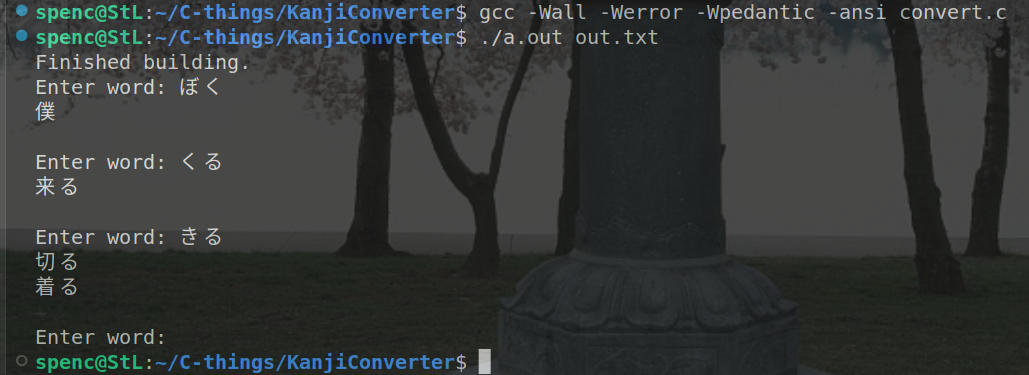 spenc@StL:~/C-things/KanjiConverter$ gcc -Wall -Werror -Wpedantic -ansi convert.c
spenc@StL:~/C-things/KanjiConverter$ ./a.out out.txt
Finished building.
Enter word: ぼく
僕
Enter word: くる
来る
Enter word: きる
切る
着る
Enter word:
spenc@StL:~/C-things/KanjiConverter$